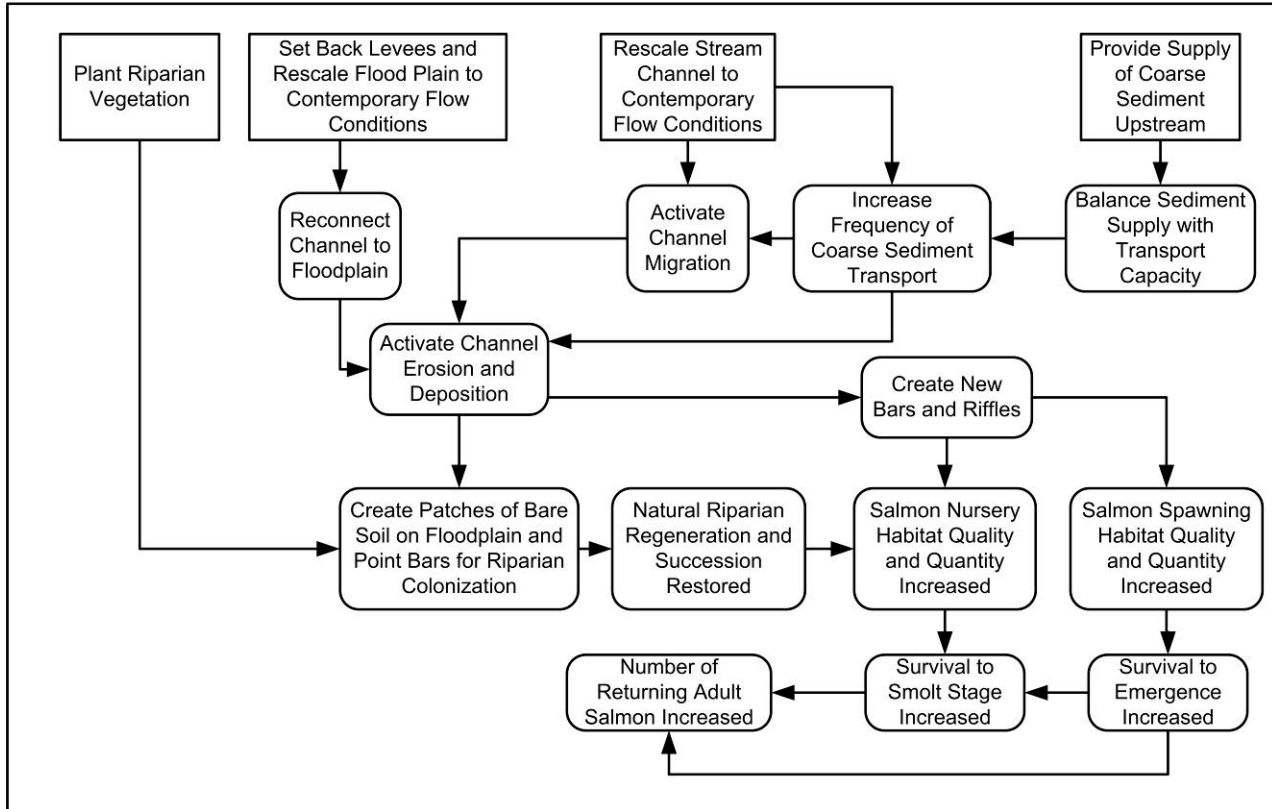 Plant Riparian
Vegetation
Set Back Levees and
Rescale Flood Plain to
Contemporary Flow
Conditions
Rescale Stream
Channel to
Contemporary
Flow Conditions
Provide Supply
of Coarse
Sediment
Upstream
Reconnect
Channel to
Floodplain
Activate
Channel
Migration
Increase
Frequency of
Coarse Sediment
Transport
Balance Sediment
Supply with
Transport
Capacity
Activate Channel
Erosion and
Deposition
Create New
Bars and Riffles
Create Patches of Bare
Soil on Floodplain and
Point Bars for Riparian
Colonization
Natural Riparian
Regeneration and
Succession
Restored
Salmon Nursery
Habitat Quality
and Quantity
Increased
Salmon Spawning
Habitat Quality
and Quantity
Increased
Number of
Returning Adult
Salmon Increased
Survival to
Smolt Stage
Increased
Survival to
Emergence
Increased